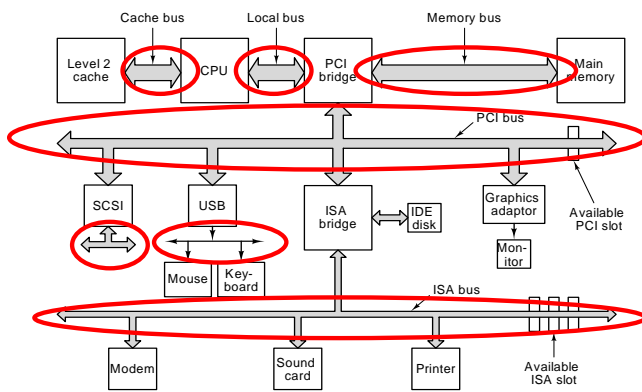 Cache bus
Local bus
Memory bus
Level 2
cache
CPU
PCI
bridge
Main
memory
PCI bus
SCSI
USB
ISA
bridge
IDE
disk
Graphics
adaptor
Available
PCI slot
Mouse
Key-
board
Mon-
itor
ISA bus
Modem
Sound
card
Printer
Available
ISA slot